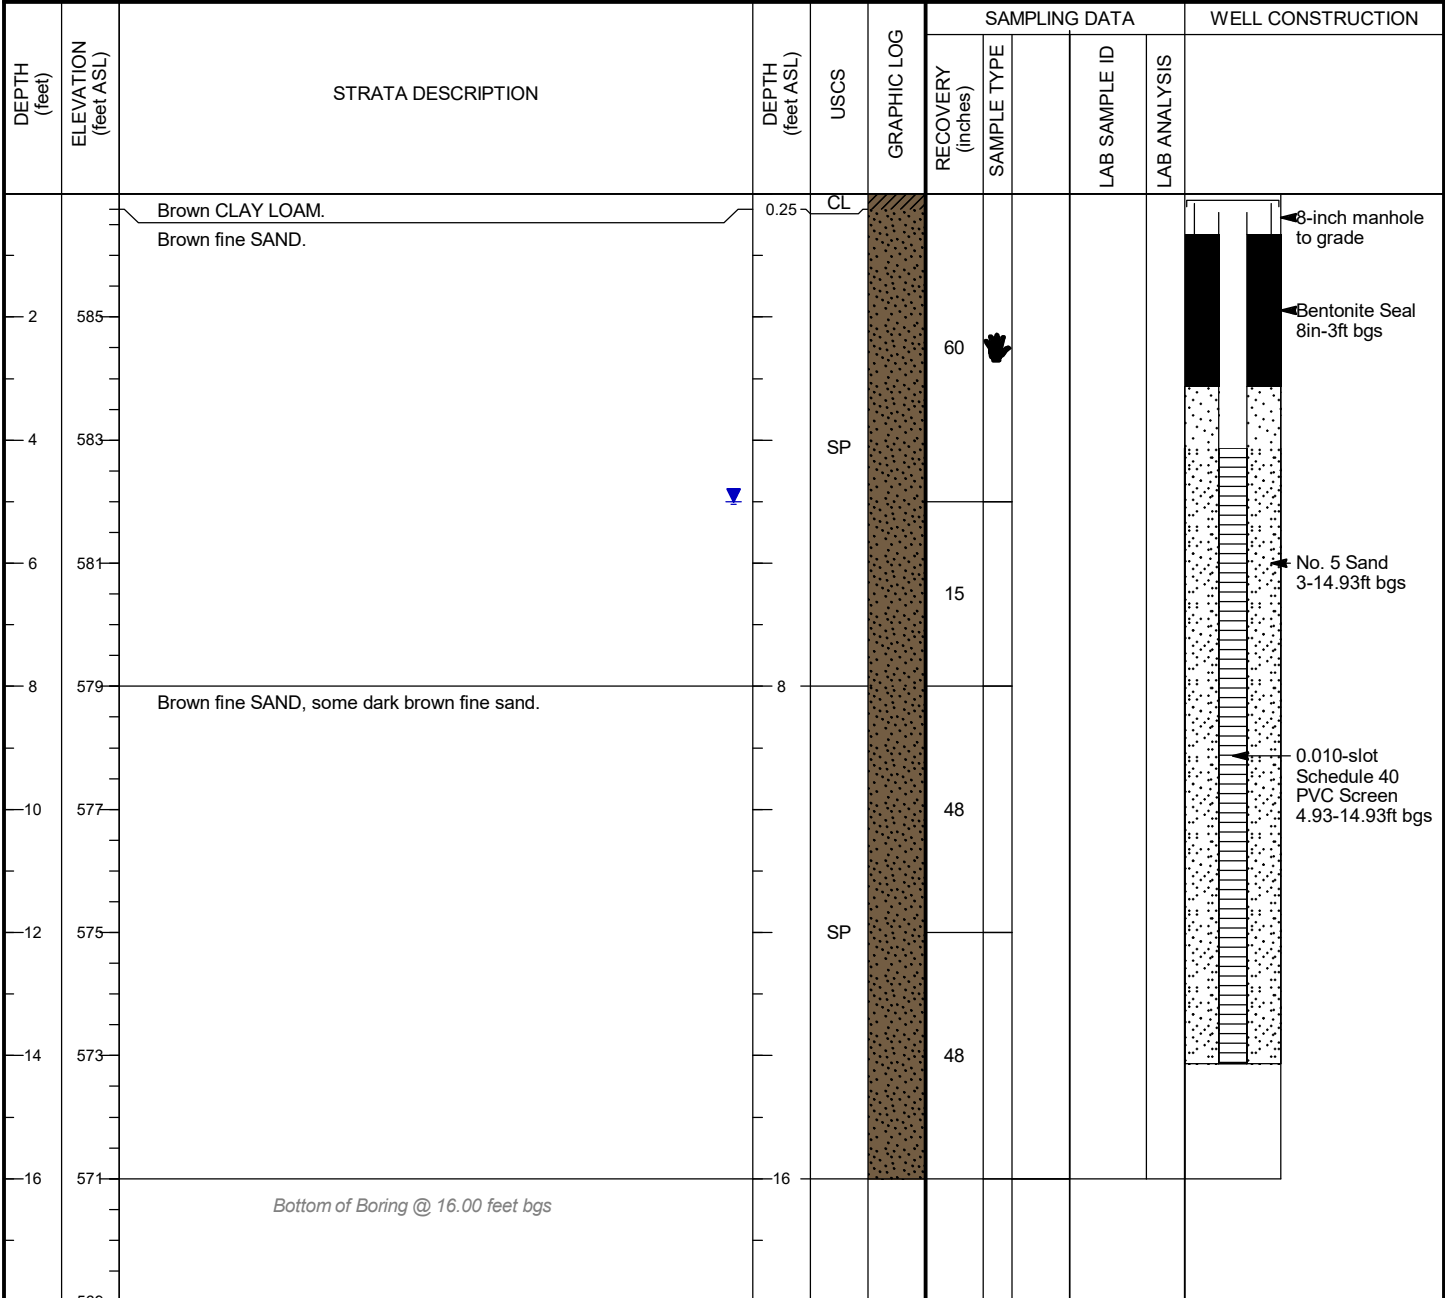 SAMPLING DATA
WELL CONSTRUCTION
DEPTH
(feet)
ELEVATION
(feet ASL)
STRATA DESCRIPTION
DEPTH
(feet ASL)
USCS
GRAPHIC LOG
RECOVERY
(inches)
SAMPLE TYPE
LAB SAMPLE ID
LAB ANALYSIS
Brown CLAY LOAM.
0.25
CL
8-inch manhole
to grade
Brown fine SAND.
2
585
Bentonite Seal
8in-3ft bgs
60
4
583
SP
6
581
No. 5 Sand
3-14.93ft bgs
15
8
579
8
Brown fine SAND, some dark brown fine sand.
0.010-slot
Schedule 40
PVC Screen
4.93-14.93ft bgs
10
577
48
12
575
SP
14
573
48
16
571
16
Bottom of Boring @ 16.00 feet bgs